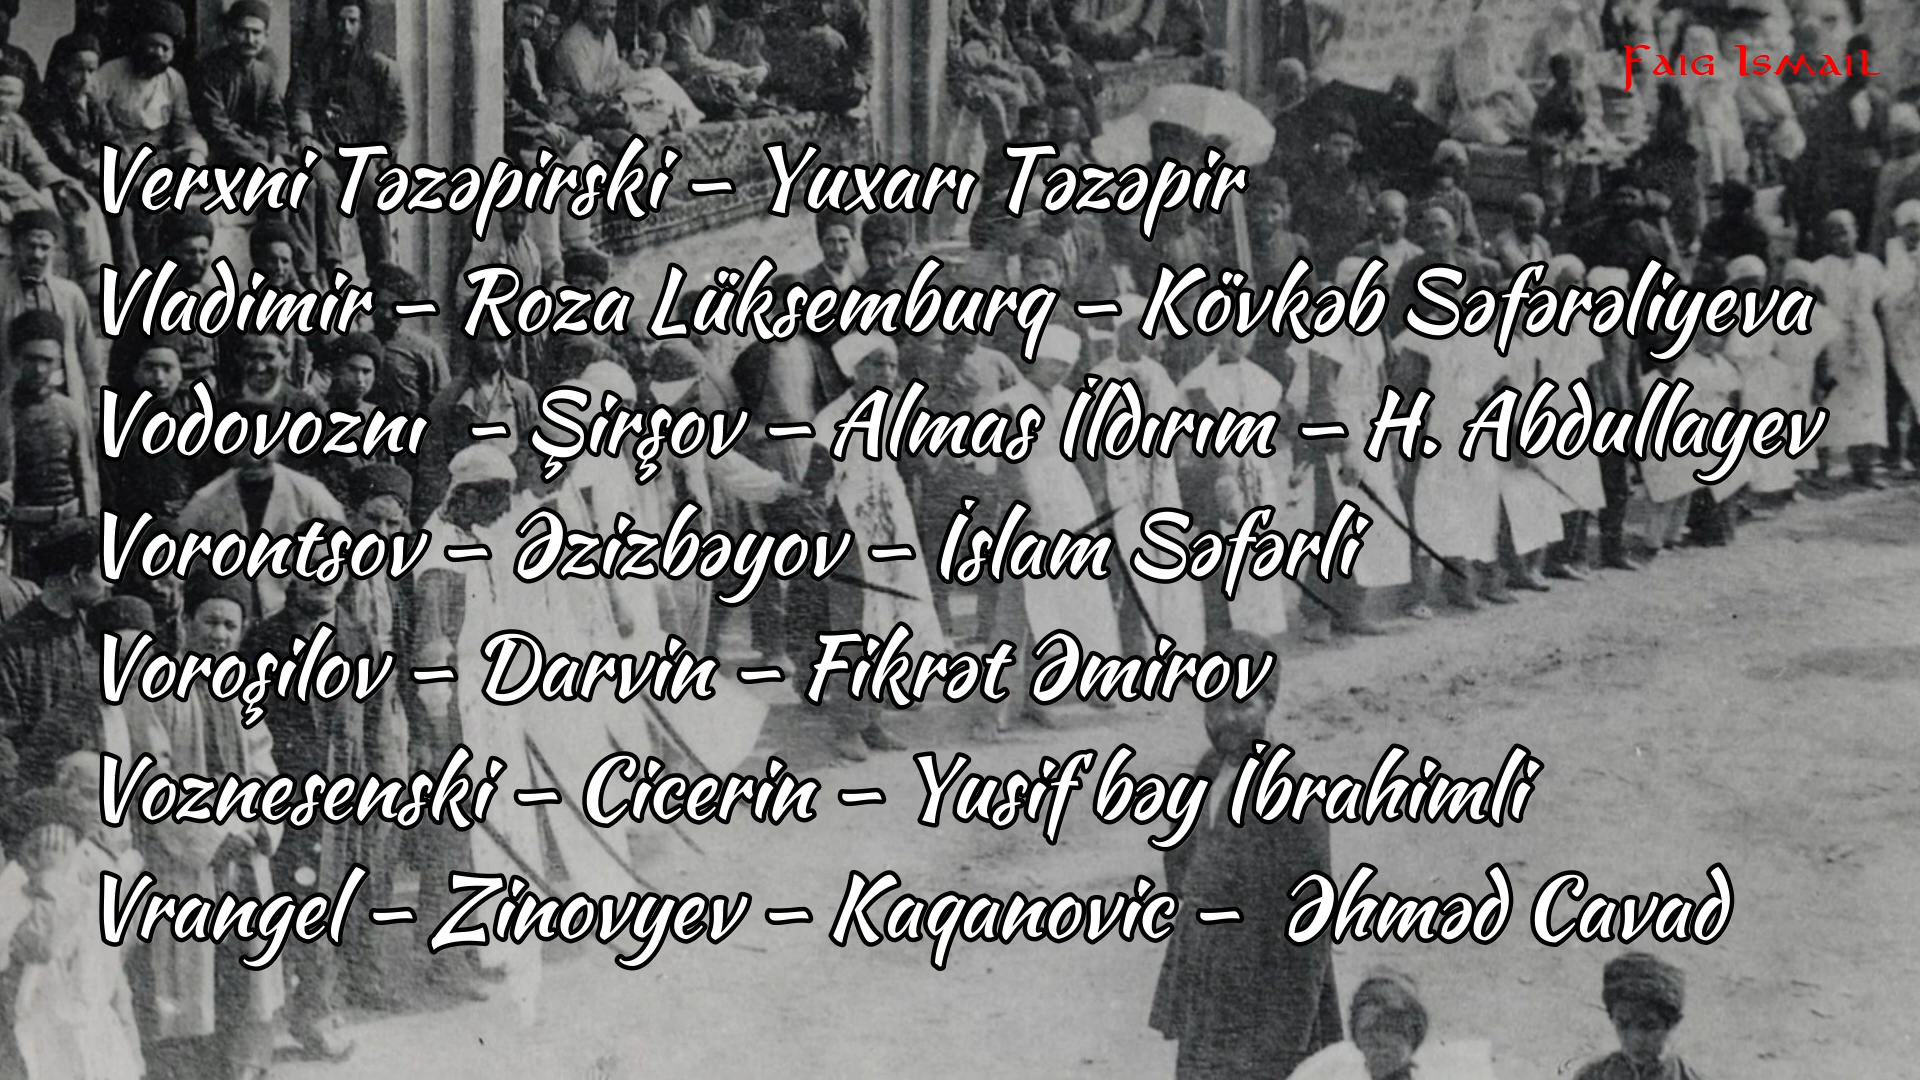 Faig Ismail
Verxni Təzəpirski – Yuxarı Təzəpir
Vladimir – Roza Lüksemburq – Kövkəb Səfərəliyeva
Vodovoznı – Şirşov – Almas İldırım – H. Abdullayev
Vorontsov – Əzizbəyov – İslam Səfərli
Voroşilov – Darvin – Fikrət Əmirov
Voznesenski – Cicerin – Yusif bəy İbrahimli
Vrangel – Zinovyev – Kaqanovic – Əhməd Cavad